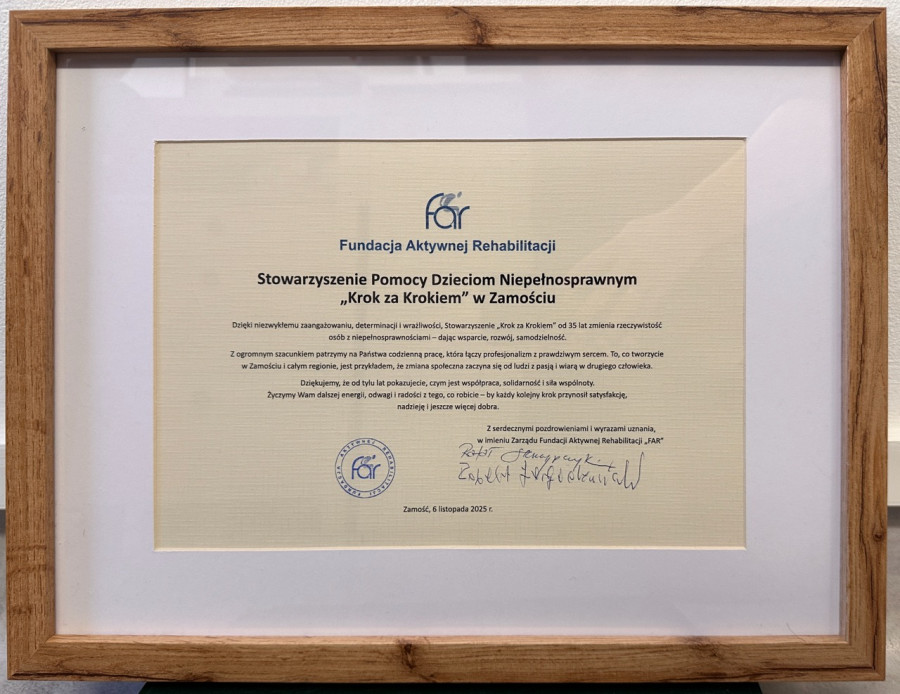 far
Fundacja Aktywnej Rehabilitacji
Stowarzyszenie Pomocy Dzieciom Niepełnosprawnym
„Krok za Krokiem” w Zamościu
Dzięki niezwykłemu zaangażowaniu, determinacji i wrażliwości, Stowarzyszenie „Krok za Krokiem” od 35 lat zmienia rzeczywistość
osób z niepełnosprawnościami – dając wsparcie, rozwój, samodzielność.
Z ogromnym szacunkiem patrzymy na Państwa codzienną pracę, która łączy profesjonalizm z prawdziwym sercem. To, co tworzycie
w Zamościu i całym regionie, jest przykładem, że zmiana społeczna zaczyna się od ludzi z pasją i wiarą w drugiego człowieka.
Dziękujemy, że od tylu lat pokazujecie, czym jest współpraca, solidarność i siła wspólnoty.
Życzymy Wam dalszej energii, odwagi i radości z tego, co robicie – by każdy kolejny krok przynosił satysfakcję,
nadzieję i jeszcze więcej dobra.
Z serdecznymi pozdrowieniami i wyrazami uznania,
w imieniu Zarządu Fundacji Aktywnej Rehabilitacji „FAR”
FUNDACJA AKTYWNEJ REHABILITACJI
far
Zamość, 6 listopada 2025 r.